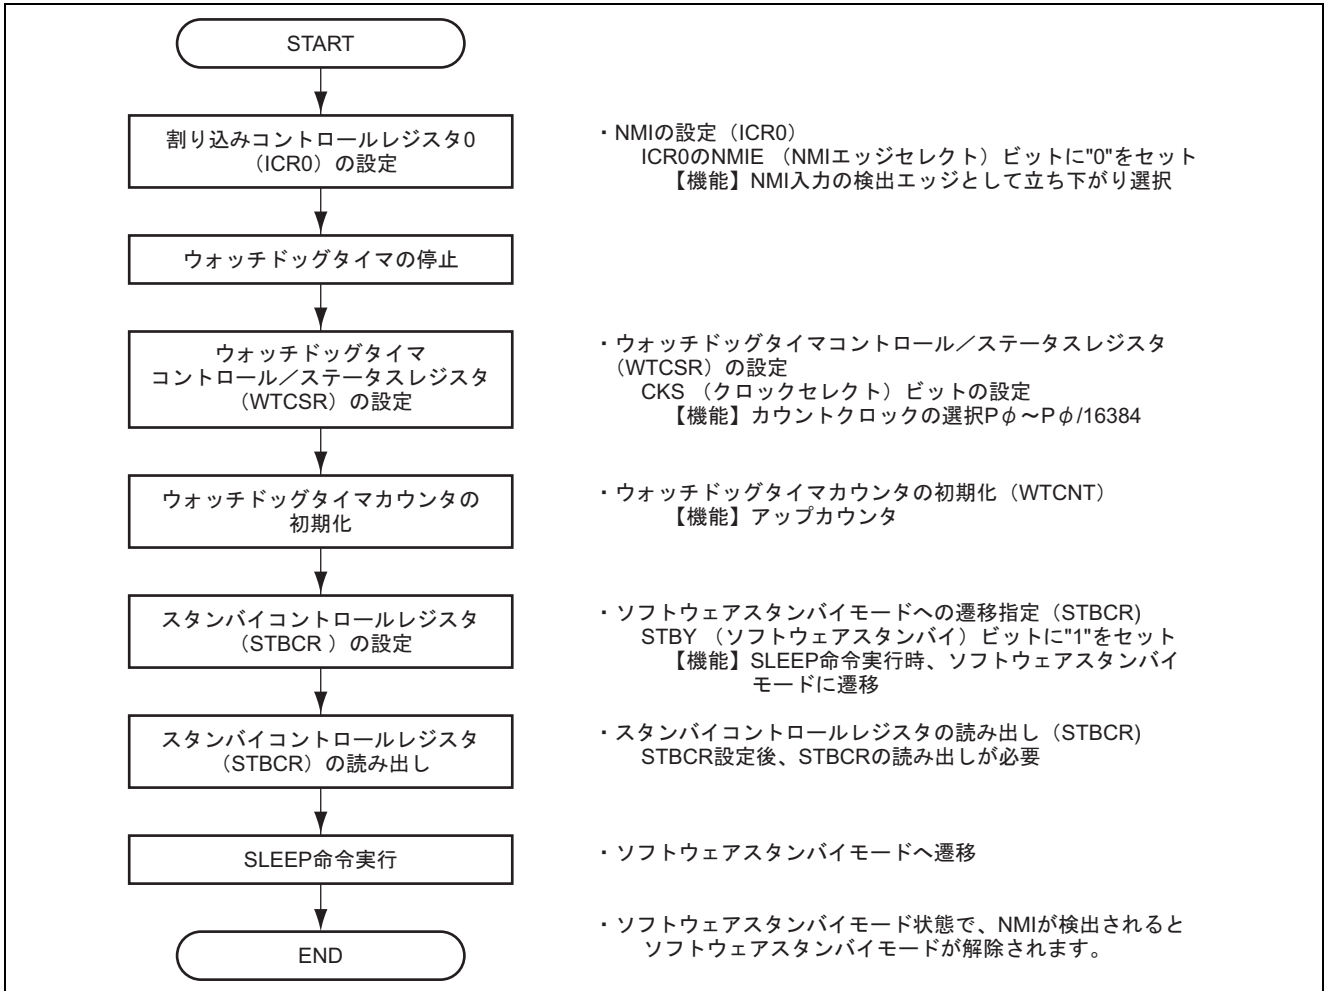 START
割り込みコントロールレジスタ0
（ICR0）の設定
・NMIの設定（ICR0）
ICR0のNMIE （NMIエッジセレクト）ビットに"0"をセット
【機能】NMI入力の検出エッジとして立ち下がり選択
ウォッチドッグタイマの停止
ウォッチドッグタイマ
コントロール／ステータスレジスタ
（WTCSR）の設定
・ウォッチドッグタイマコントロール／ステータスレジスタ
（WTCSR）の設定
CKS （クロックセレクト）ビットの設定
【機能】カウントクロックの選択Pφ～Pφ/16384
ウォッチドッグタイマカウンタの
初期化
・ウォッチドッグタイマカウンタの初期化（WTCNT）
【機能】アップカウンタ
スタンバイコントロールレジスタ
（STBCR ）の設定
・ソフトウェアスタンバイモードへの遷移指定（STBCR)
STBY （ソフトウェアスタンバイ）ビットに"1"をセット
【機能】SLEEP命令実行時、ソフトウェアスタンバイ
モードに遷移
スタンバイコントロールレジスタ
（STBCR）の読み出し
・スタンバイコントロールレジスタの読み出し（STBCR)
STBCR設定後、STBCRの読み出しが必要
SLEEP命令実行
・ソフトウェアスタンバイモードへ遷移
END
・ソフトウェアスタンバイモード状態で、NMIが検出されると
ソフトウェアスタンバイモードが解除されます。